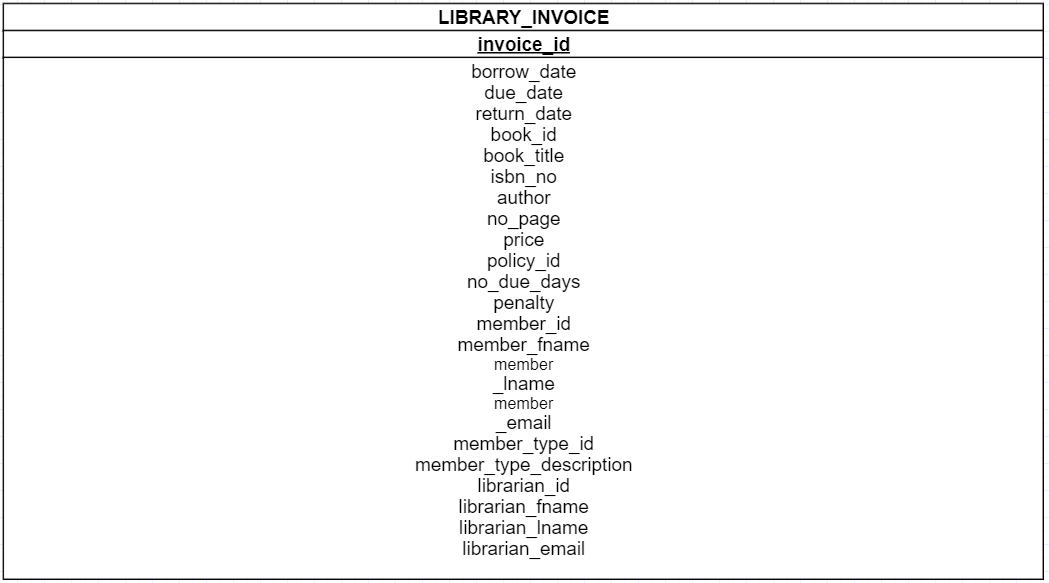 LIBRARY_INVOICE
invoice_id
borrow_date
due_date
return_date
book_id
book_title
isbn_no
author
no_page
price
policy_id
no_due_days
penalty
member_id
member_fname
member
_lname
member
_email
member_type_id
member_type_description
librarian_id
librarian_fname
librarian_lname
librarian_email